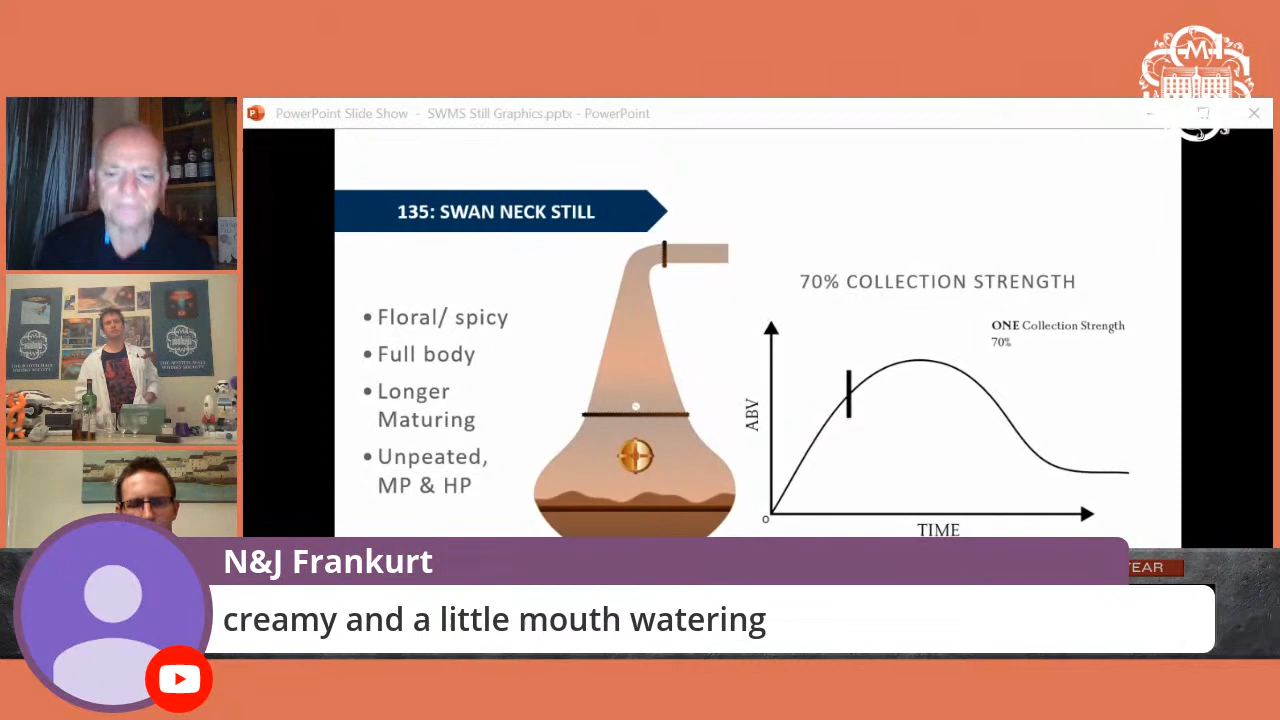 M
PowerPoint Slide Show - SWMS Still Graphics.pptx - PowerPoint
135: SWAN NECK STILL
• Floral/ spicy
• Full body
• Longer
Maturing
• Unpeated,
MP & HP
70% COLLECTION STRENGTH
ONE Collection Strength
70%
ABV
O
TIME
YEAR
N&J Frankurt
creamy and a little mouth watering